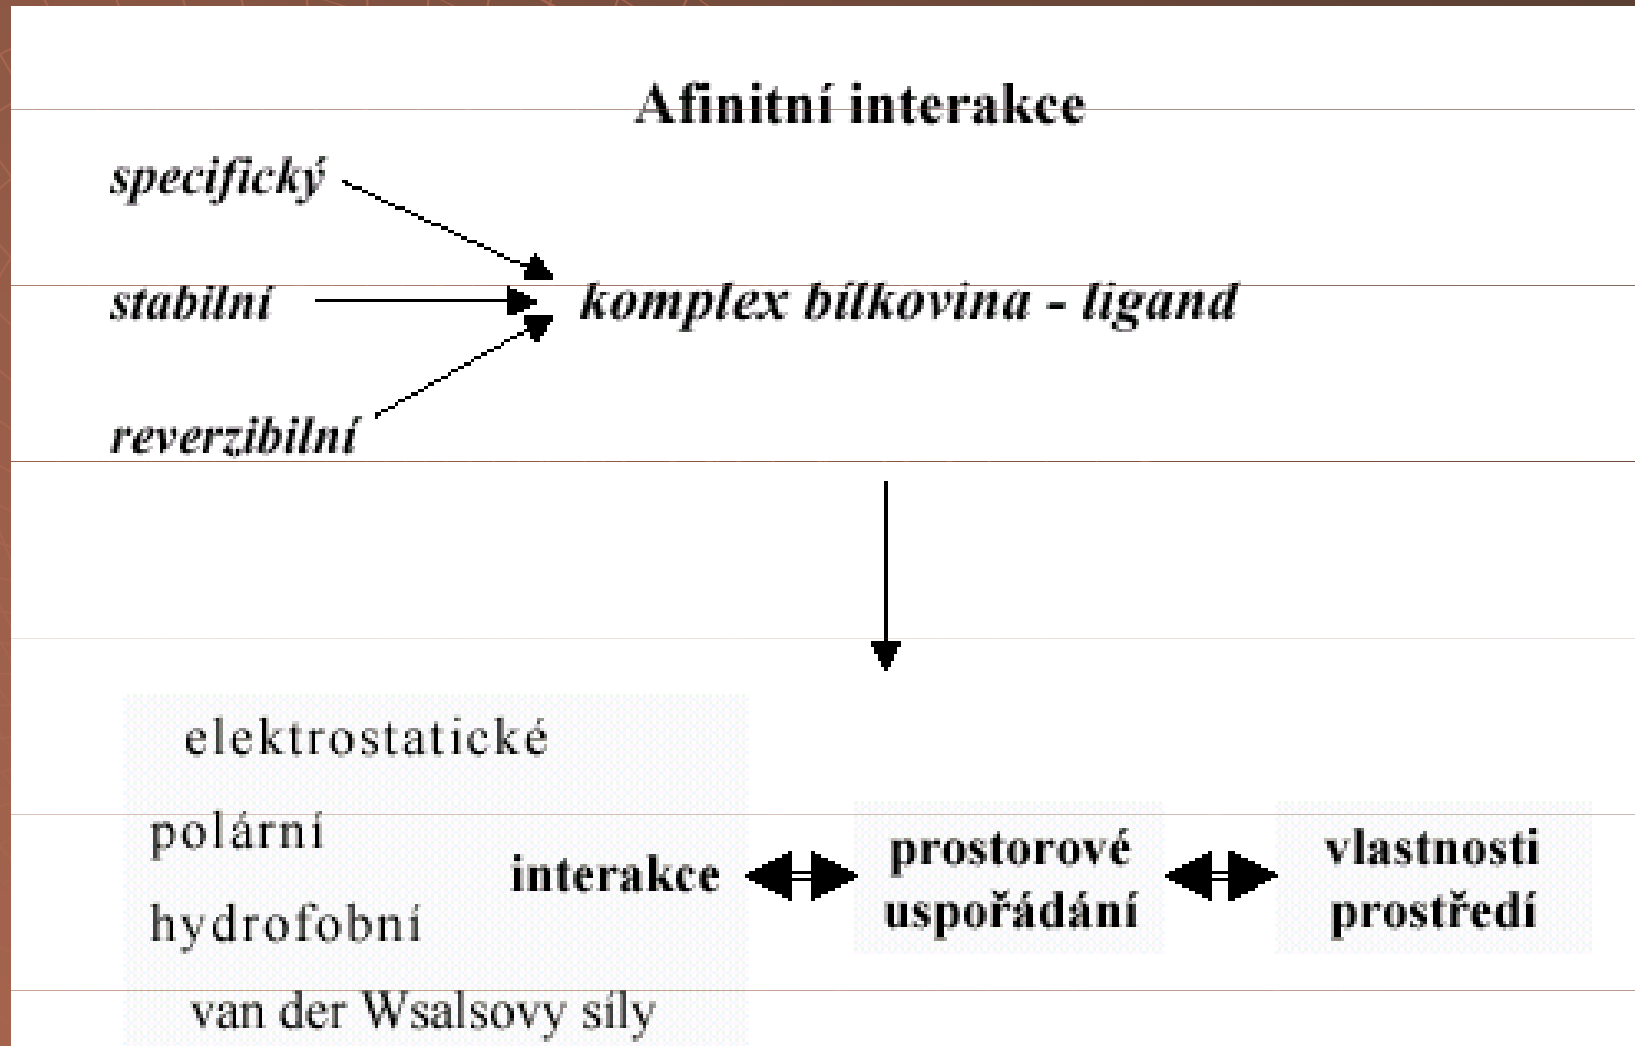 Afinitní interakce
specifický
stabilní
komplex bílkovina - ligand
reverzibilní
elektrostatické
polární
hydrofobní
van der Wsalsovy síly
interakce
prostorové
uspořádání
vlastnosti
prostředí